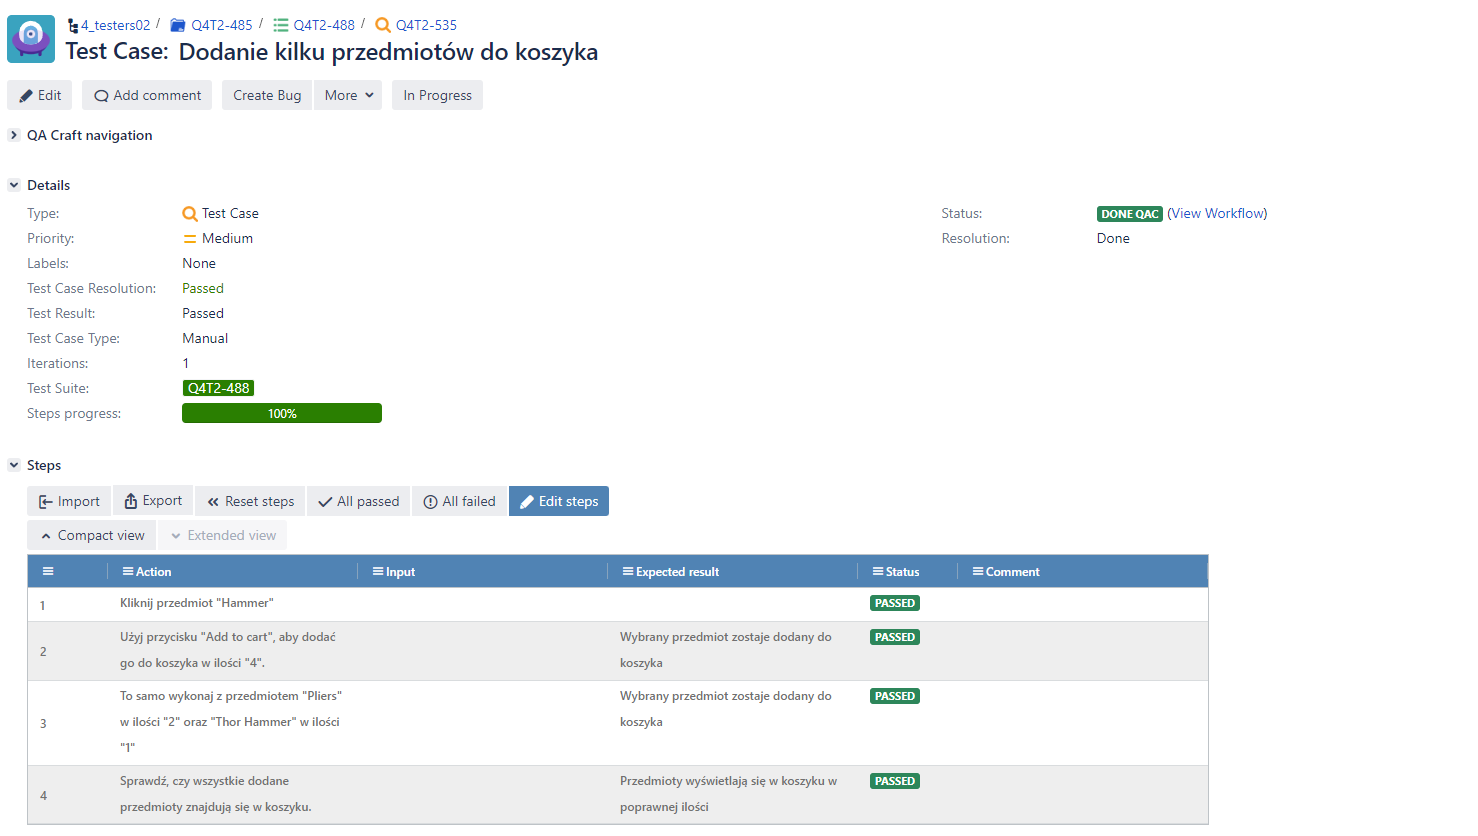 4_testers02 / Q4T2-485 / Q4T2-488 / Q4T2-535
Test Case: Dodanie kilku przedmiotów do koszyka
Edit Add comment Create Bug More In Progress
QA Craft navigation
Details
Type: Test Case Status: DONE QAC (View Workflow)
Priority: Medium Resolution: Done
Labels: None
Test Case Resolution: Passed
Test Result: Passed
Test Case Type: Manual
Iterations: 1
Test Suite: Q4T2-488
Steps progress: 100%
Steps
Import Export Reset steps All passed All failed Edit steps
Compact view Extended view
Action Input Expected result Status Comment
1 Kliknij przedmiot "Hammer" PASSED
2 Użyj przycisku "Add to cart", aby dodać Wybrany przedmiot zostaje dodany do PASSED
go do koszyka w ilości "4". koszyka
3 To samo wykonaj z przedmiotem "Pliers" Wybrany przedmiot zostaje dodany do PASSED
w ilości "2" oraz "Thor Hammer" w ilości koszyka
"1"
4 Sprawdź, czy wszystkie dodane Przedmioty wyświetlają się w koszyku w PASSED
przedmioty znajdują się w koszyku. poprawnej ilości